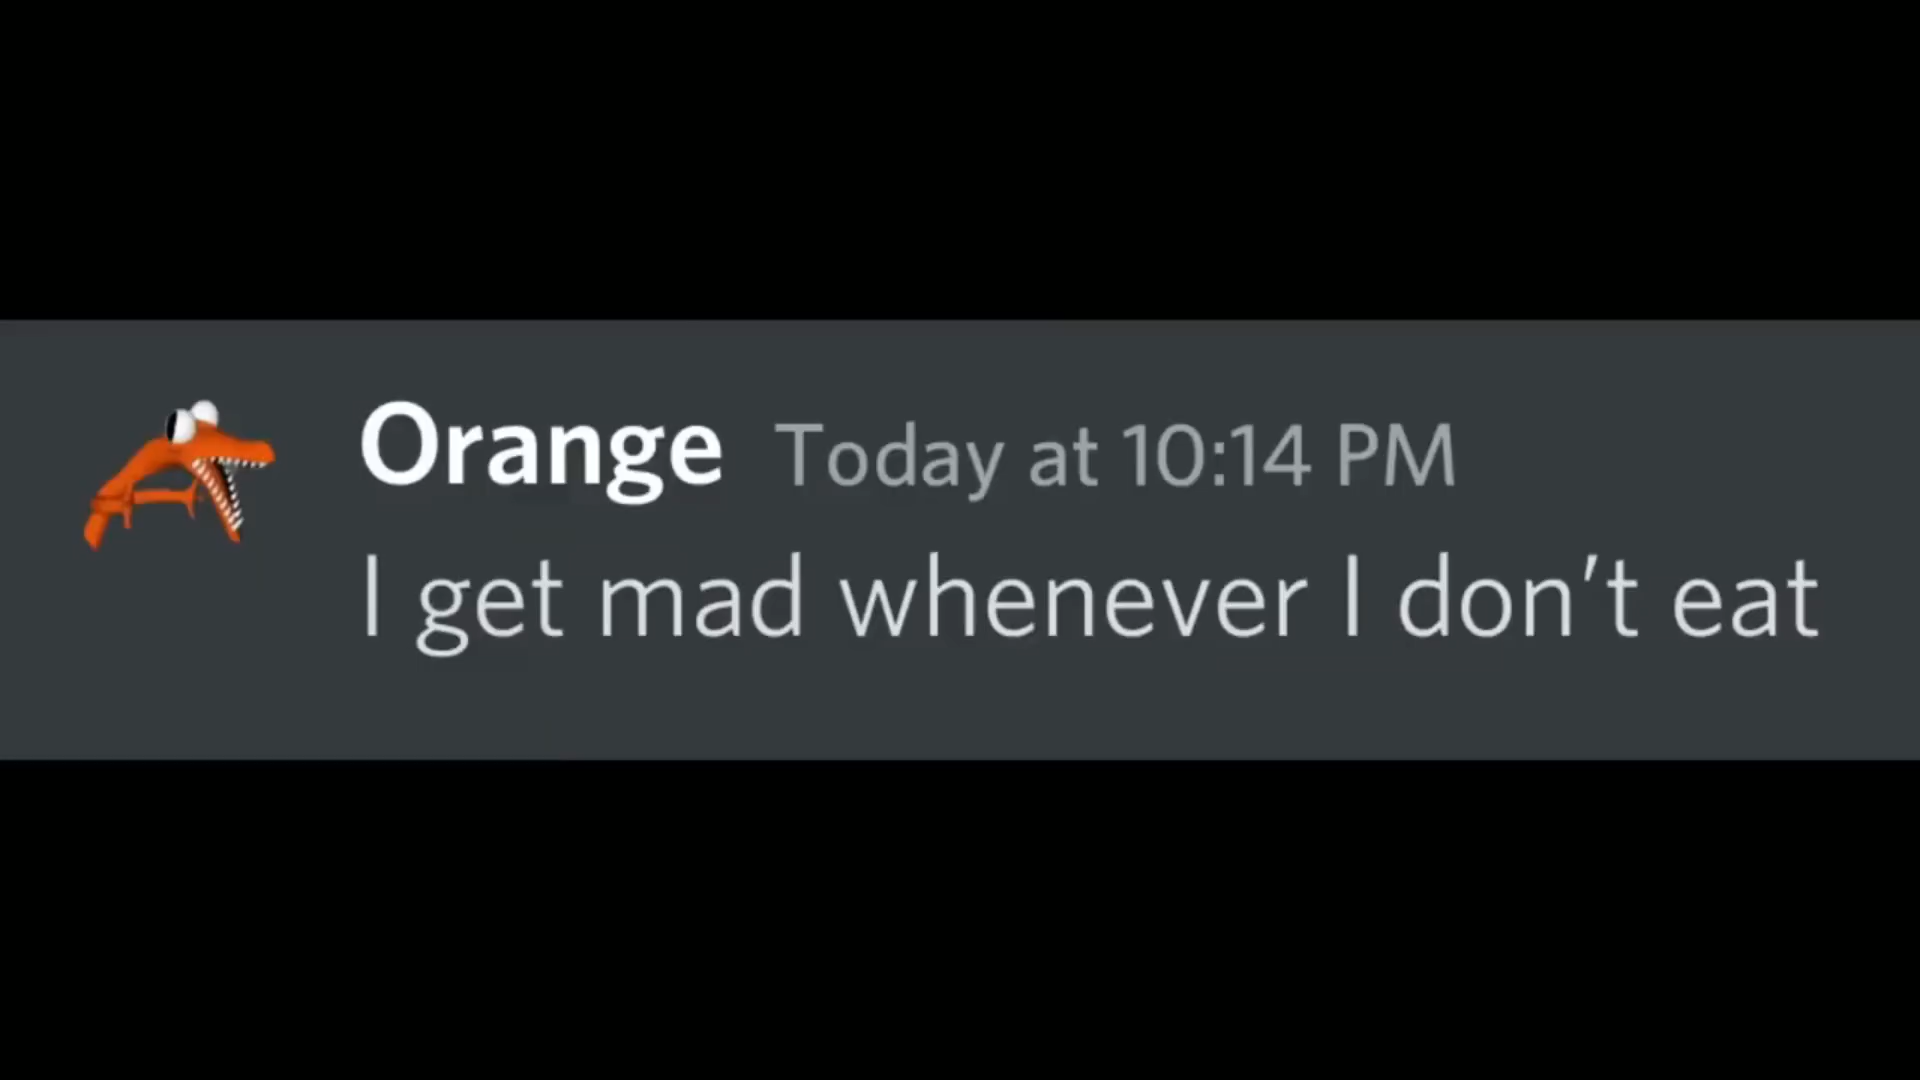 Orange Today at 10:14 PM
I get mad whenever I don’t eat